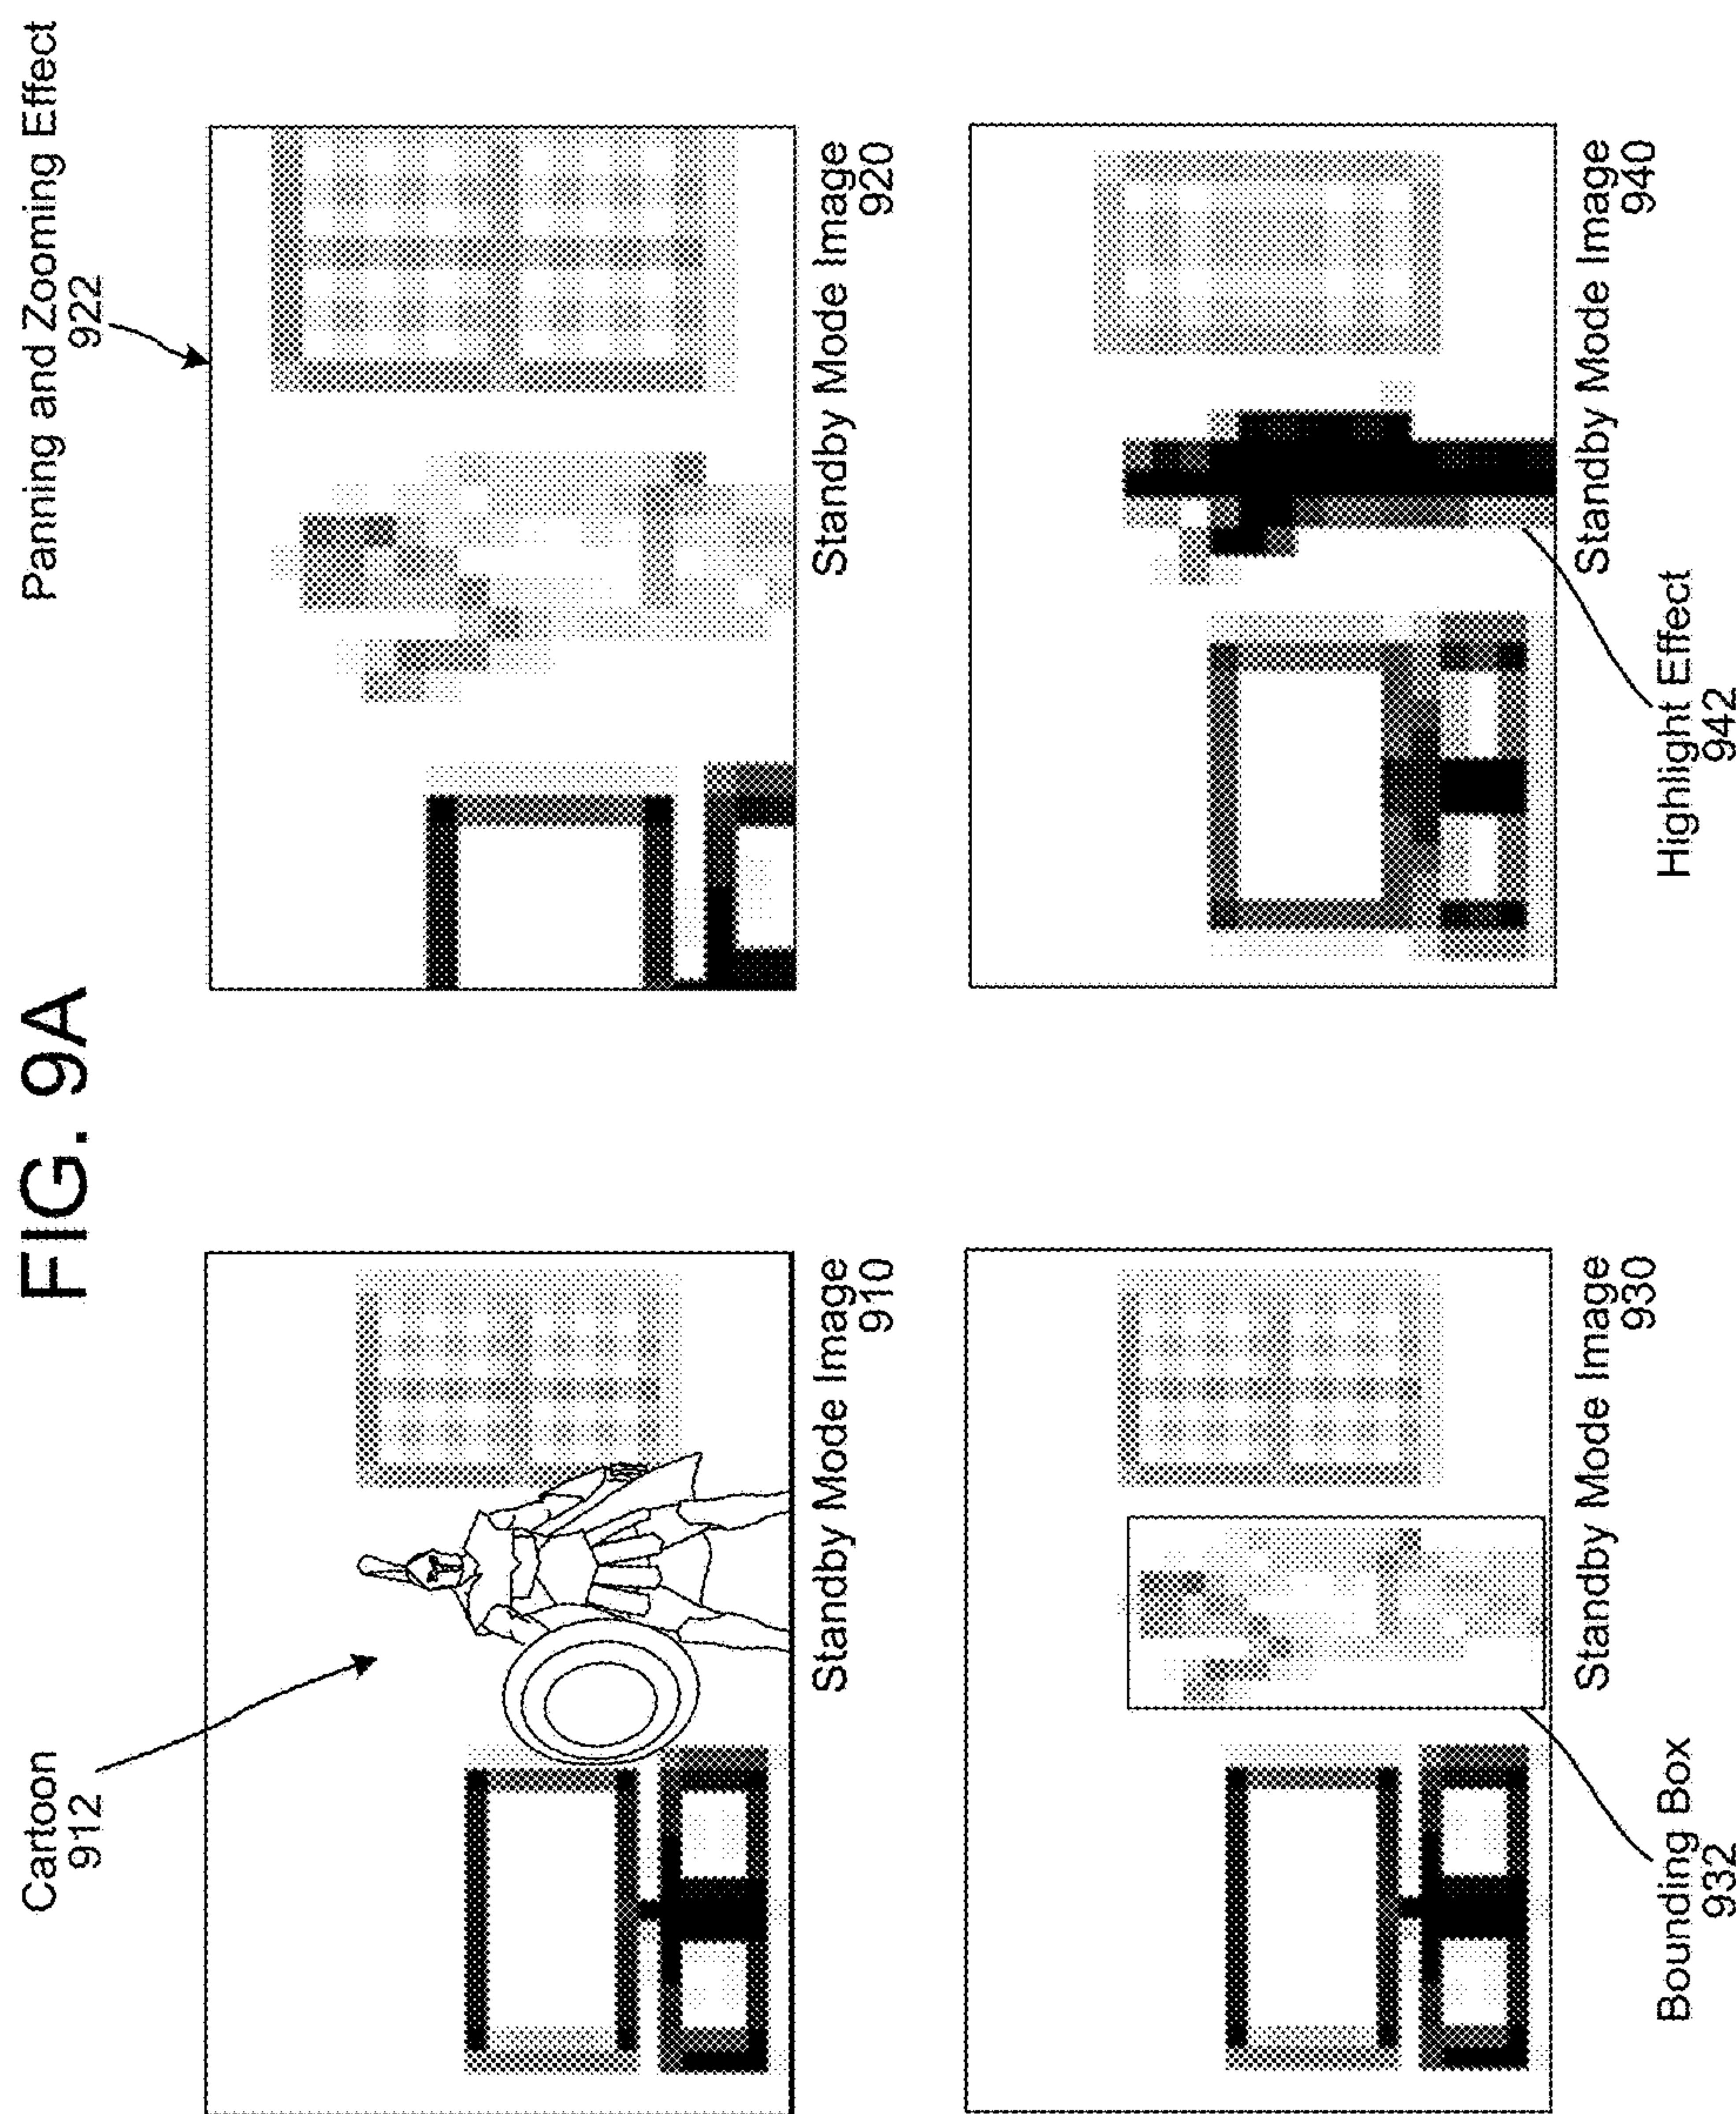 FIG. 9A
Cartoon
912
Standby Mode Image
910
Panning and Zooming Effect
922
Standby Mode Image
920
Standby Mode Image
930
Bounding Box
932
Standby Mode Image
940
Highlight Effect
942